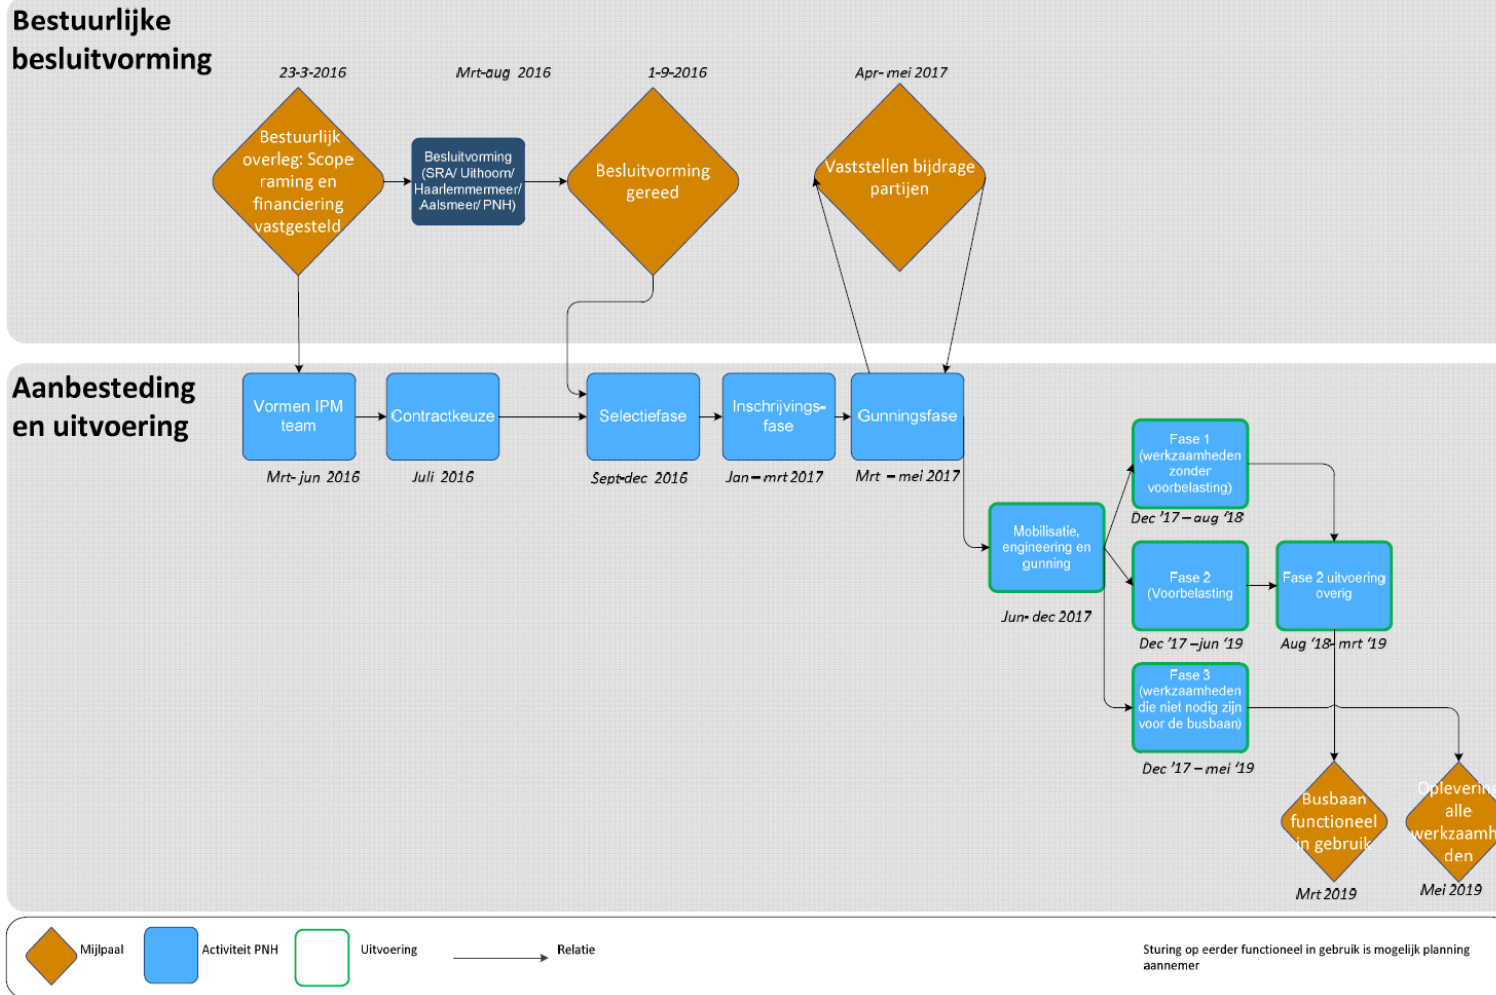 Bestuurlijke
besluitvorming
23-3-2016
Mrt-aug 2016
1-9-2016
Apr- mei 2017
Bestuurlijk
overleg: Scope
raming en
financiering
vastgesteld
Besluitvorming
(SRA/ Uithoorn/
Haarlemmermeer/
Aalsmeer/ PNH)
Besluitvorming
gereed
Vaststellen bijdrage
partijen
Aanbesteding
en uitvoering
Vormen IPM
team
Contractkeuze
Selectiefase
Inschrijvings-
fase
Gunningsfase
Mrt- jun 2016
Juli 2016
Sept-dec 2016
Jan – mrt 2017
Mrt – mei 2017
Fase 1
(werkzaamheden
zonder
voorbelasting)
Dec '17 – aug '18
Mobilisatie,
engineering en
gunning
Jun- dec 2017
Fase 2
(Voorbelasting
Dec '17 –jun '19
Fase 2 uitvoering
overig
Aug '18- mrt '19
Fase 3
(werkzaamheden
die niet nodig zijn
voor de busbaan)
Dec '17 – mei '19
Busbaan
functioneel
in gebruik
Mrt 2019
Oplevering
alle
werkzaamh
den
Mei 2019
Mijlpaal
Activiteit PNH
Uitvoering
Relatie
Sturing op eerder functioneel in gebruik is mogelijk planning
aannemer